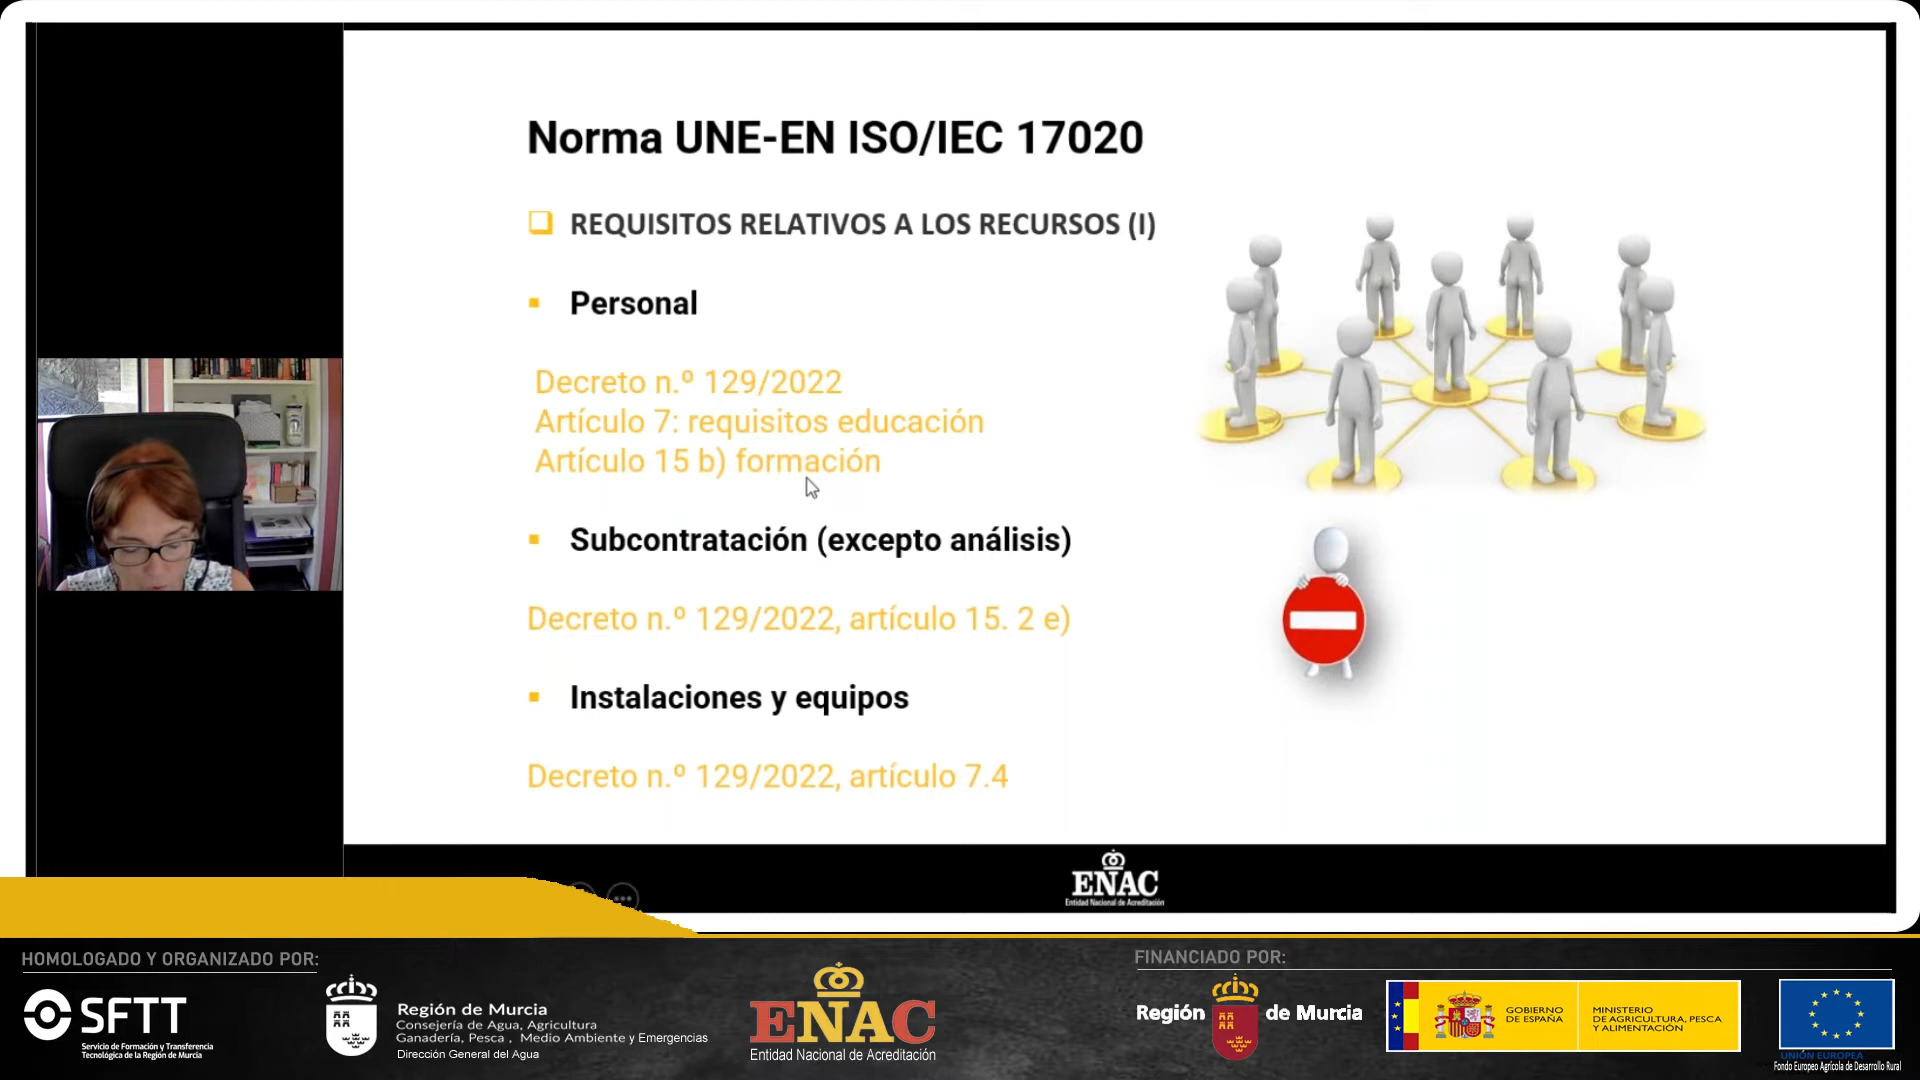 Norma UNE-EN ISO/IEC 17020
REQUISITOS RELATIVOS A LOS RECURSOS (I)
Personal
Decreto n.º 129/2022
Artículo 7: requisitos educación
Artículo 15 b) formación
Subcontratación (excepto análisis)
Decreto n.º 129/2022, artículo 15. 2 e)
Instalaciones y equipos
Decreto n.º 129/2022, artículo 7.4
ENAC
Entidad Nacional de Acreditación
HOMOLOGADO Y ORGANIZADO POR:
SFTT
Servicio de Formación y Transferencia
Tecnológica de la Región de Murcia
Región de Murcia
Consejería de Agua, Agricultura
Ganadería, Pesca , Medio Ambiente y Emergencias
Dirección General del Agua
ENAC
Entidad Nacional de Acreditación
FINANCIADO POR:
Región de Murcia
GOBIERNO
DE ESPAÑA
MINISTERIO
DE AGRICULTURA, PESCA
Y ALIMENTACIÓN
UNIÓN EUROPEA
Fondo Europeo Agrícola de Desarrollo Rural